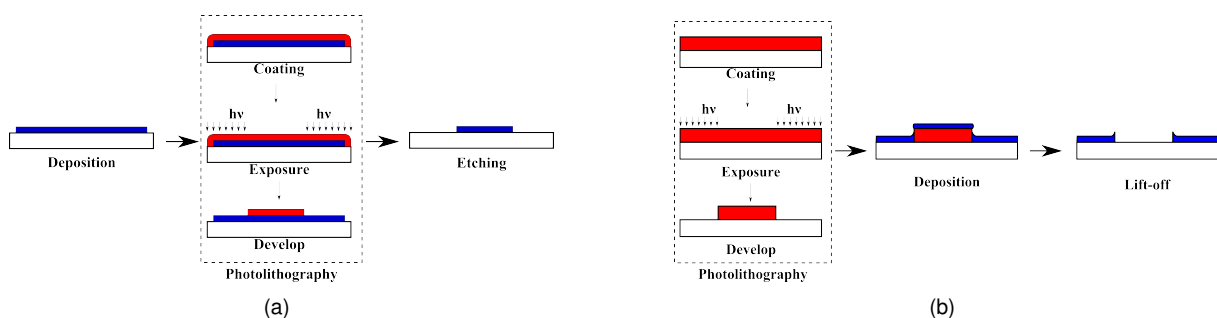 Deposition
Coating
hν hν
Exposure
Develop
Photolithography
Etching
(a)
Coating
hν hν
Exposure
Develop
Photolithography
Deposition
Lift-off
(b)